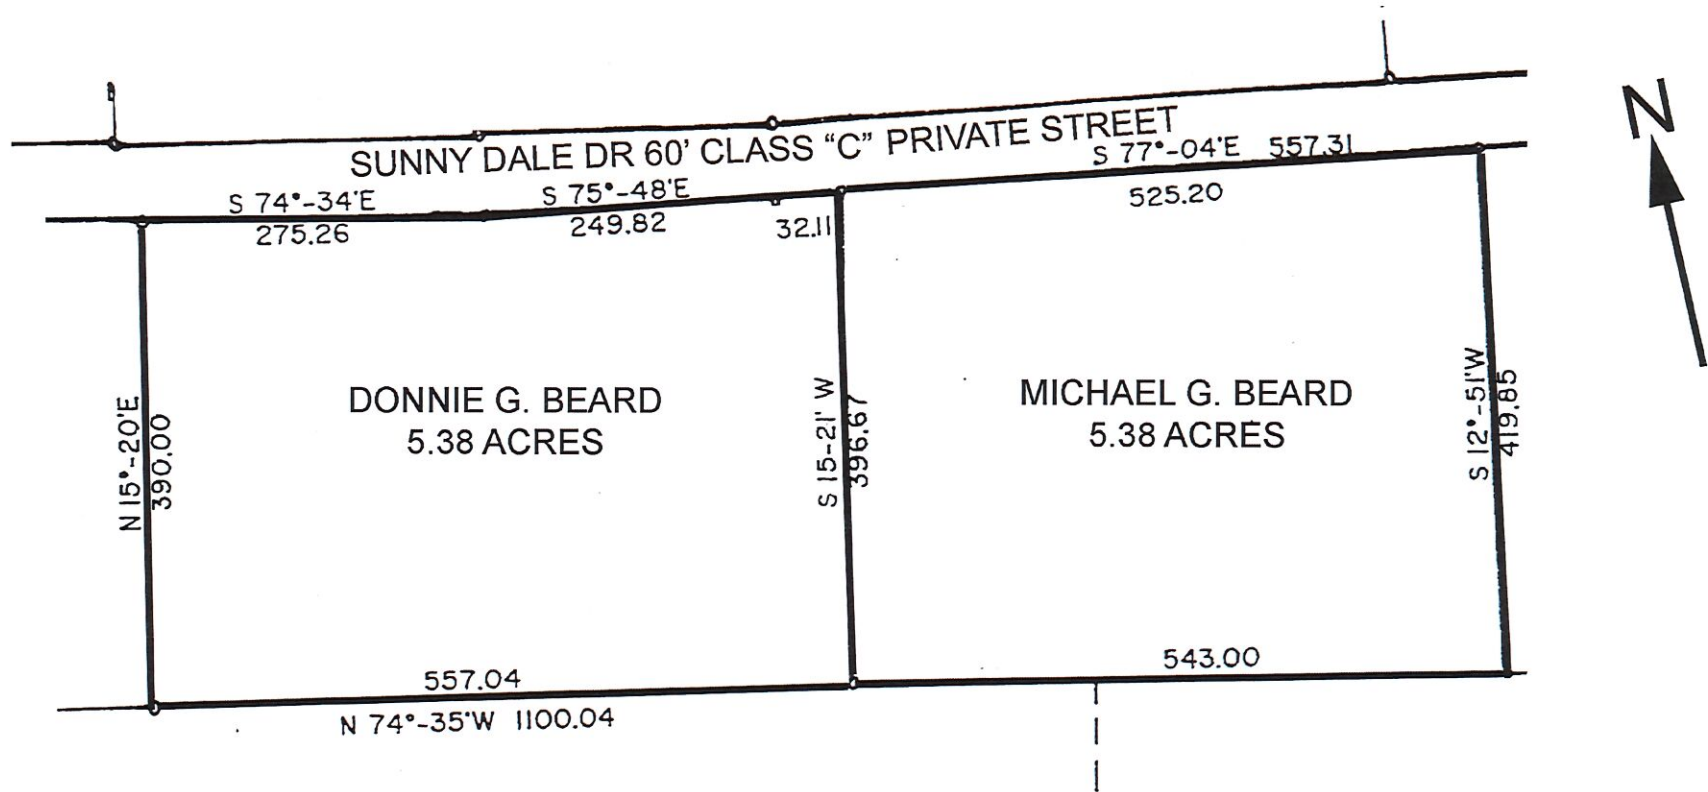 SUNNY DALE DR 60' CLASS “C” PRIVATE STREET
S 77°-04'E 557.31
S 74°-34'E
S 75°-48'E
525.20
275.26
249.82
32.11
N
DONNIE G. BEARD
5.38 ACRES
MICHAEL G. BEARD
5.38 ACRES
N 15°-20'E
390.00
S 15-21' W
396.67
S 12°-51'W
419.85
557.04
543.00
N 74°-35'W 1100.04